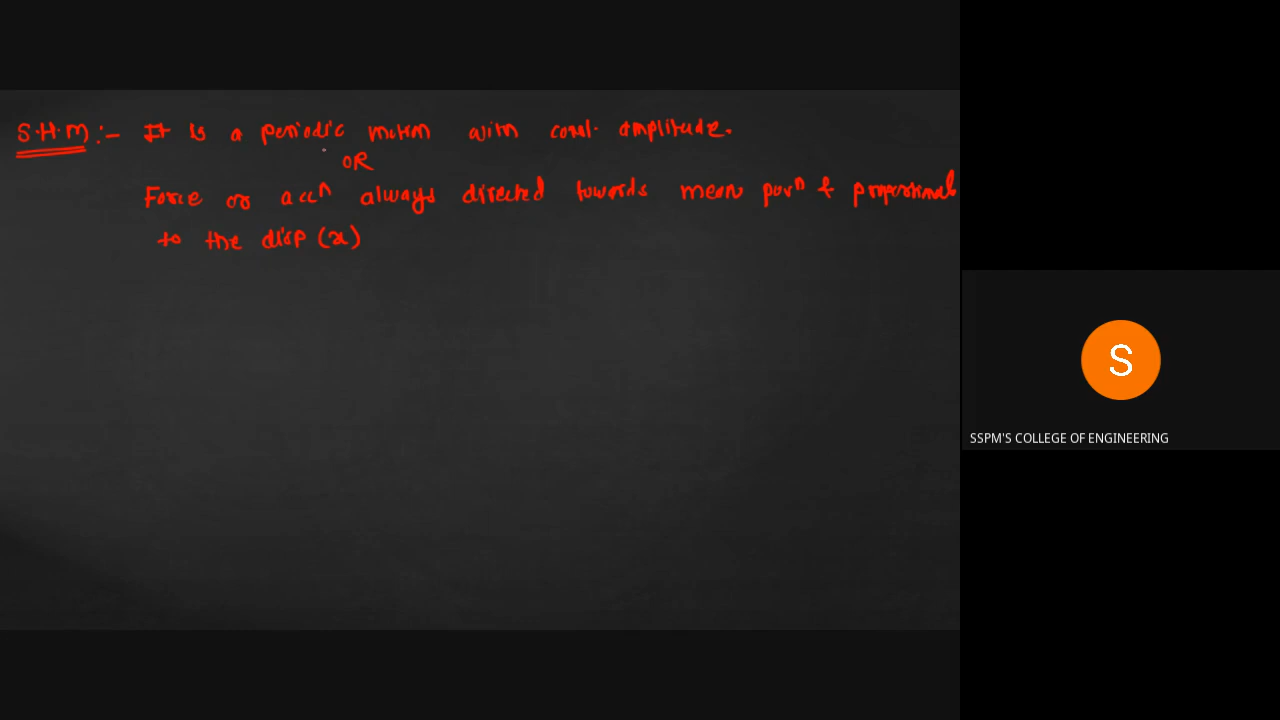 S.H.M :- It is a periodic motion with const. amplitude.
OR
Force or accn always directed towards mean posn & proportional
to the disp (x)
S
SSPM'S COLLEGE OF ENGINEERING